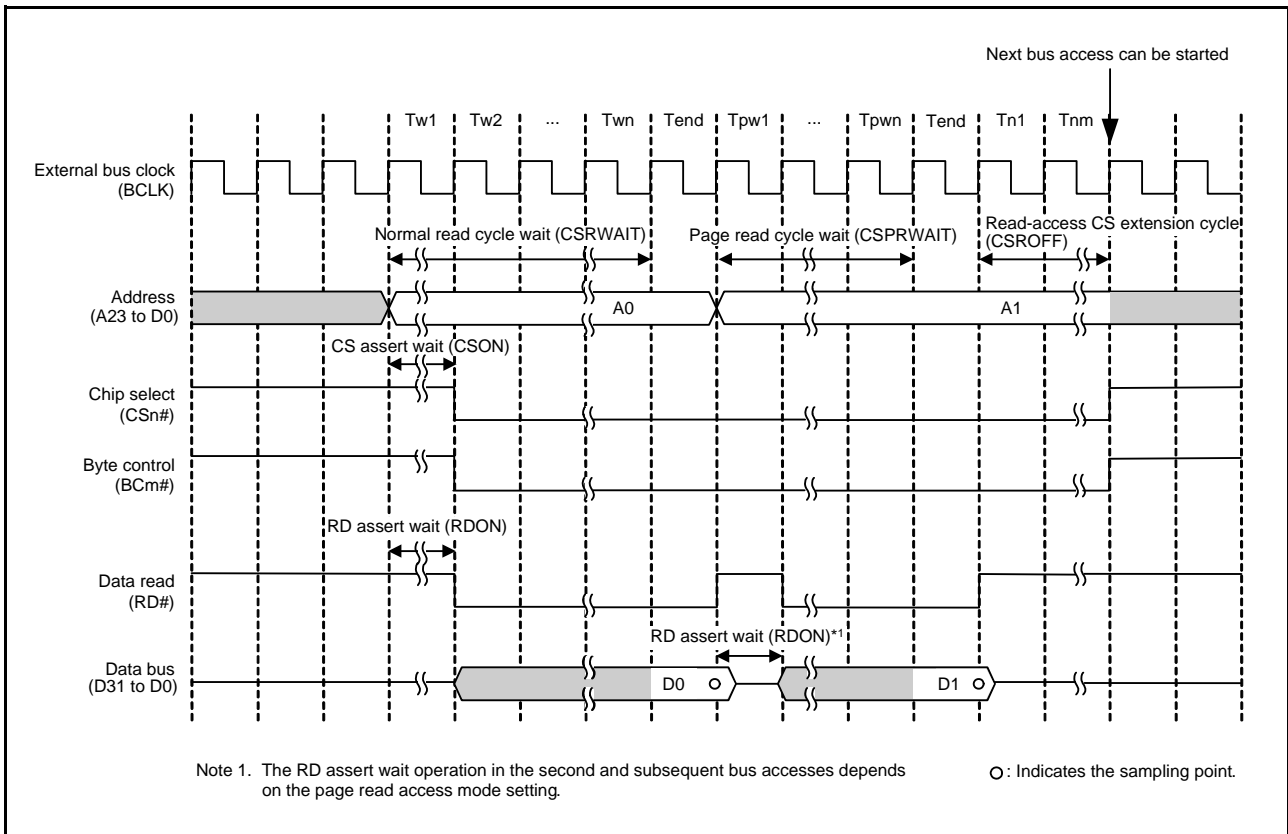 Next bus access can be started
Tw1 Tw2 ... Twn Tend Tpw1 ... Tpwn Tend Tn1 Tnm
External bus clock
(BCLK)
Normal read cycle wait (CSRWAIT)
Page read cycle wait (CSPRWAIT)
Read-access CS extension cycle
(CSROFF)
Address
(A23 to D0)
A0
A1
CS assert wait (CSON)
Chip select
(CSn#)
Byte control
(BCm#)
RD assert wait (RDON)
Data read
(RD#)
RD assert wait (RDON)*1
Data bus
(D31 to D0)
D0
D1
Note 1. The RD assert wait operation in the second and subsequent bus accesses depends
on the page read access mode setting.
: Indicates the sampling point.